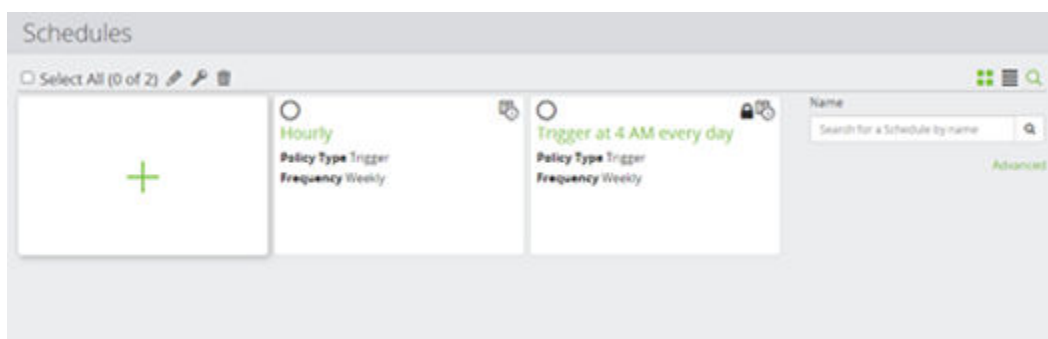 Schedules
Select All (0 of 2)
Hourly
Policy Type Trigger
Frequency Weekly
Trigger at 4 AM every day
Policy Type Trigger
Frequency Weekly
Name
Search for a Schedule by name
Advanced